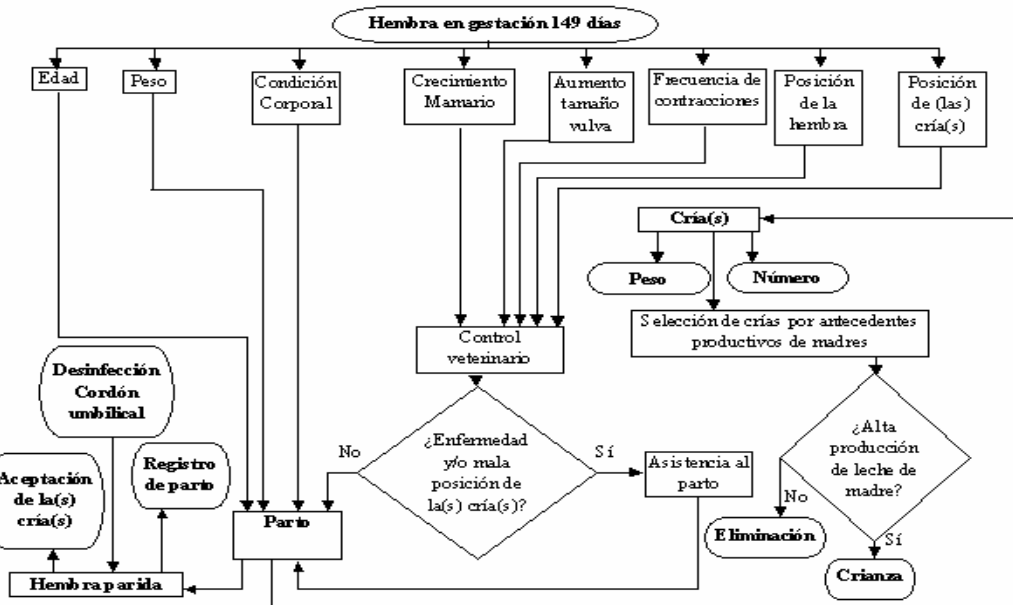 Hembra en gestación 149 días
Edad
Peso
Condición
Corporal
Crecimiento
Mamario
Aumento
tamaño
vulva
Frecuencia de
contracciones
Posición
de la
hembra
Posición
de (las)
cría(s)
Cría(s)
Peso
Número
Selección de crías por antecedentes
productivos de madres
Control
veterinario
Desinfección
Cordón
umbilical
¿Alta
producción
de leche de
madre?
No
Sí
Eliminación
Crianza
¿Enfermedad
y/o mala
posición de
la(s) cría(s)?
No
Sí
Asistencia al
parto
Aceptación
de la(s)
cría(s)
Registro
de parto
Parto
Hembra parida